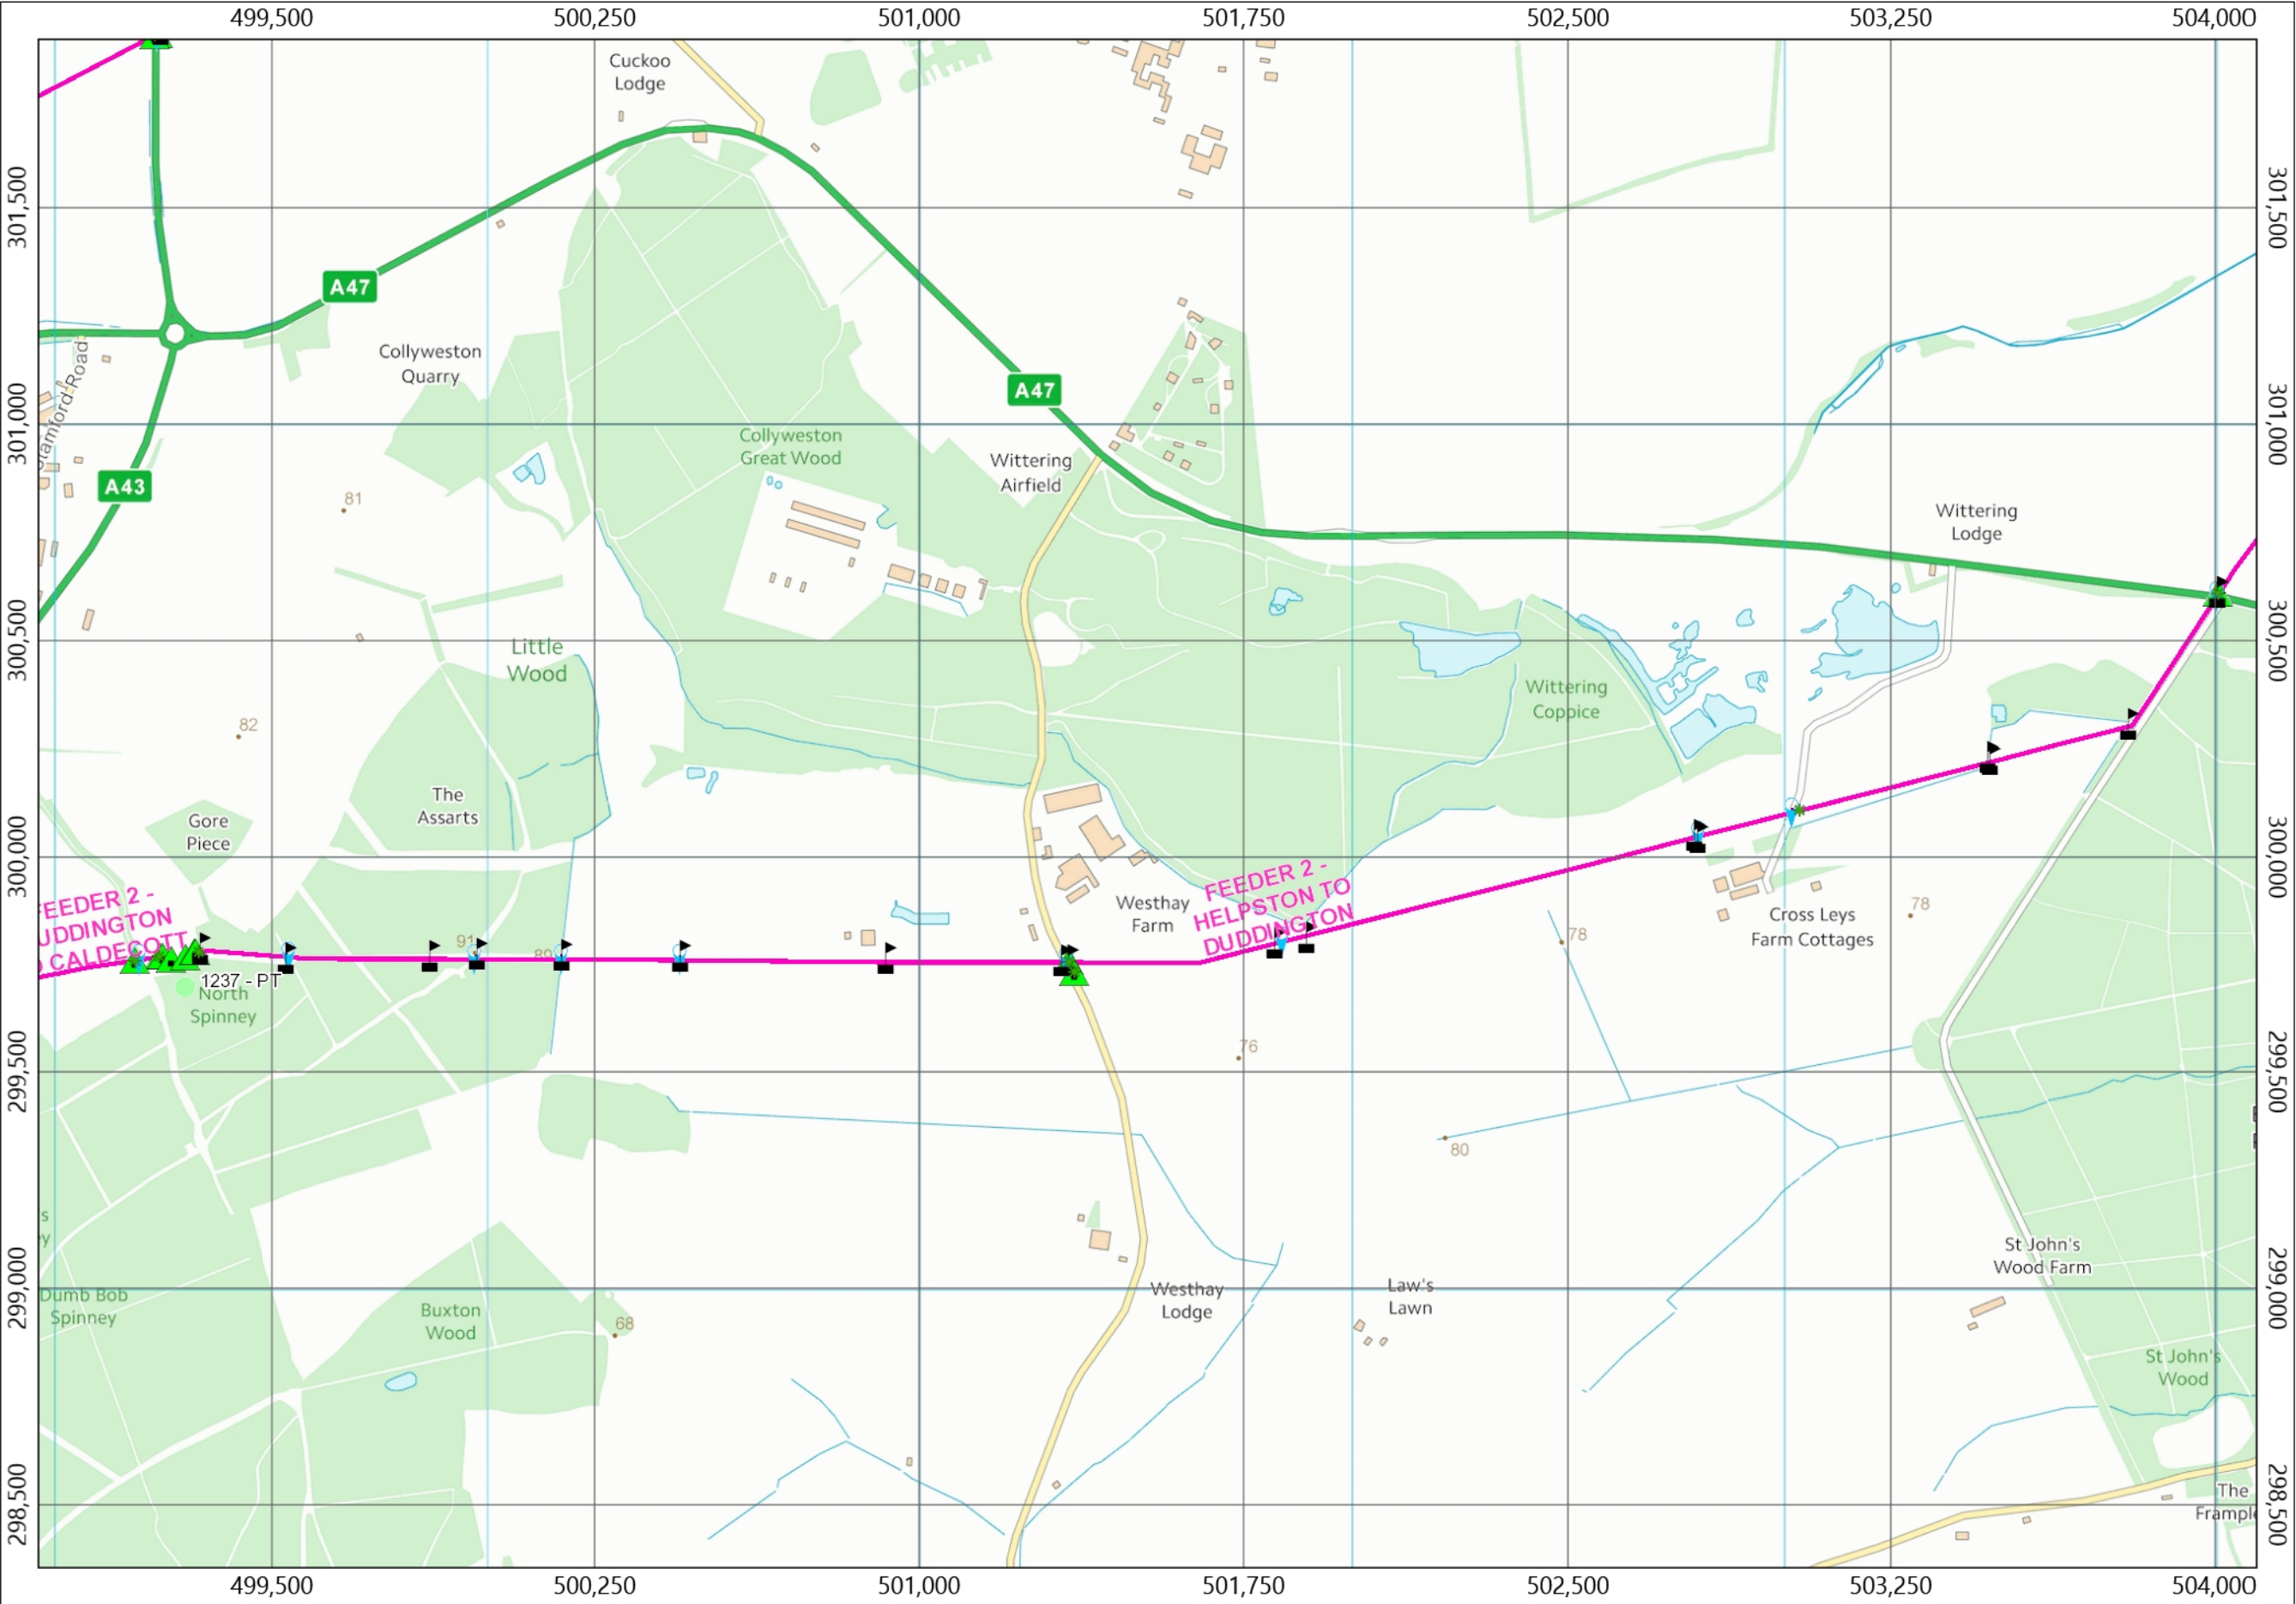 499,500
500,250
501,000
501,750
502,500
503,250
504,000
Cuckoo
Lodge
301,500
301,500
A47
Stamford Road
Collyweston
Quarry
A47
301,000
301,000
Collyweston
Great Wood
Wittering
Airfield
A43
81
Wittering
Lodge
300,500
300,500
Little
Wood
Wittering
Coppice
82
The
Assarts
Gore
Piece
300,000
300,000
FEEDER 2 -
DUDDINGTON
O CALDECOTT
FEEDER 2 -
HELPSTON TO
DUDDINGTON
Westhay
Farm
Cross Leys
Farm Cottages
78
78
91
89
1237 - PT
North
Spinney
76
299,500
299,500
80
s
ey
St John's
Wood Farm
299,000
299,000
Dumb Bob
Spinney
Buxton
Wood
68
Westhay
Lodge
Law's
Lawn
St John's
Wood
298,500
298,500
The
Frample
499,500
500,250
501,000
501,750
502,500
503,250
504,000